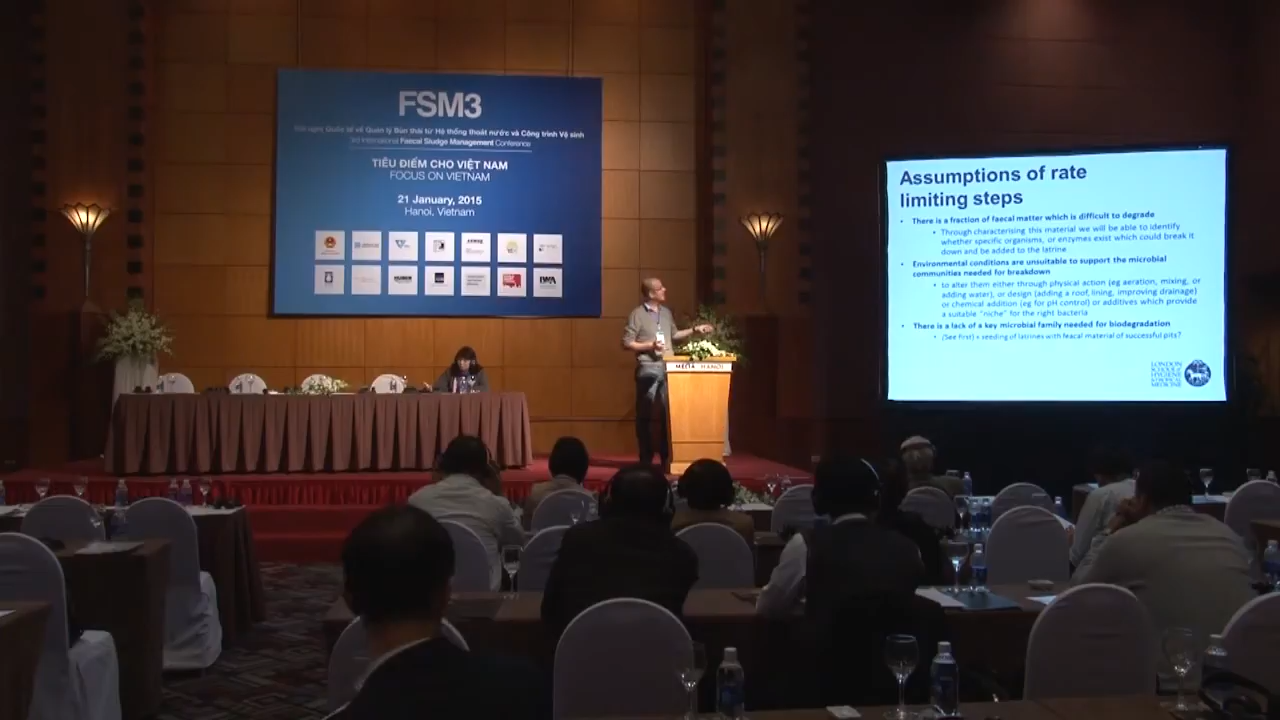 FSM3
Hội nghị Quốc tế về Quản lý Bùn thải từ Hệ thống thoát nước và Công trình Vệ sinh
3rd International Faecal Sludge Management Conference
TIÊU ĐIỂM CHO VIỆT NAM
FOCUS ON VIETNAM
21 January, 2015
Hanoi, Vietnam
HUBER
IWA
HANOI
Assumptions of rate
limiting steps
• There is a fraction of faecal matter which is difficult to degrade
• Through characterising this material we will be able to identify
whether specific organisms, or enzymes exist which could break it
down and be added to the latrine
• Environmental conditions are unsuitable to support the microbial
communities needed for breakdown
• to alter them either through physical action (eg aeration, mixing, or
adding water), or design (adding a roof, lining, improving drainage)
or chemical addition (eg for pH control) or additives which provide
a suitable "niche" for the right bacteria
• There is a lack of a key microbial family needed for biodegradation
• (See first) + seeding of latrines with feacal material of successful pits?
LONDON
SCHOOL of
HYGIENE
& TROPICAL
MEDICINE